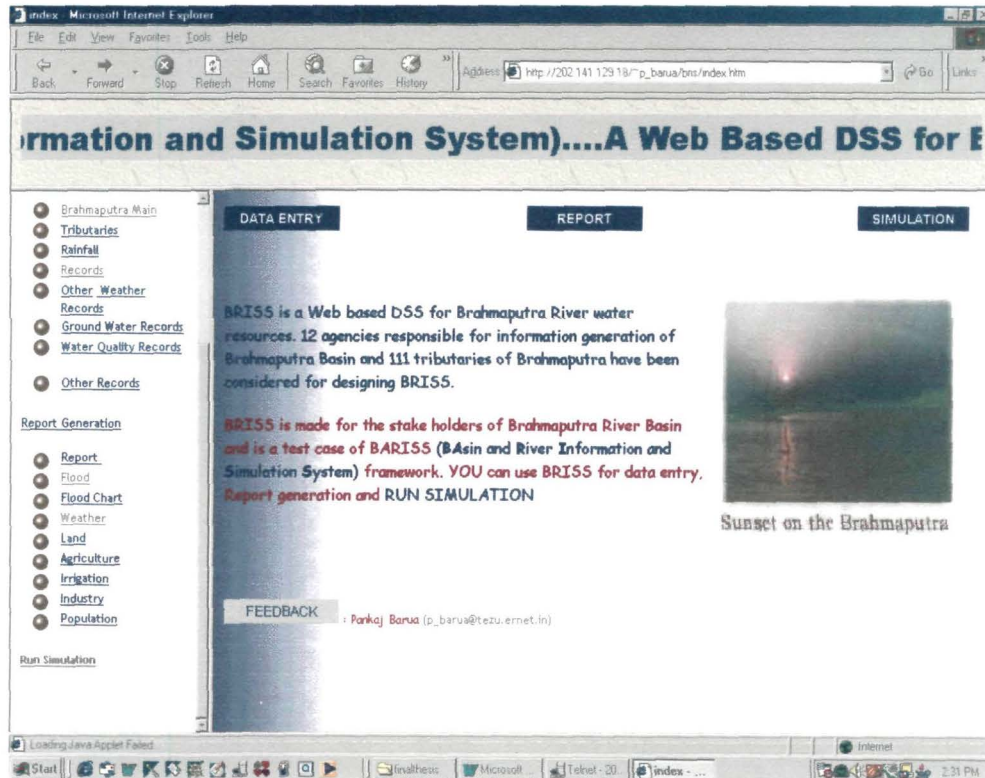 index - Microsoft Internet Explorer
File Edit View Favorites Tools Help
Back Forward Stop Refresh Home Search Favorites History
Address http://202.141.129.18/~p_barua/bns/index.htm
Go Links
rmation and Simulation System)....A Web Based DSS for
Brahmaputra Main
Tributaries
Rainfall
Records
Other Weather
Records
Ground Water Records
Water Quality Records
Other Records
Report Generation
Report
Flood
Flood Chart
Weather
Land
Agriculture
Irrigation
Industry
Population
Run Simulation
DATA ENTRY
REPORT
SIMULATION
BRISS is a Web based DSS for Brahmaputra River water
resources. 12 agencies responsible for information generation of
Brahmaputra Basin and 111 tributaries of Brahmaputra have been
considered for designing BRISS.
BRISS is made for the stake holders of Brahmaputra River Basin
and is a test case of BARISS (BAsin and River Information and
Simulation System) framework. YOU can use BRISS for data entry,
Report generation and RUN SIMULATION
Sunset on the Brahmaputra
FEEDBACK
: Pankaj Barua (p_barua@tezu.ernet.in)
Loading Java Applet Failed
Internet
Start
finalthesis
Microsoft ...
Telnet - 20...
index - ...
2:31 PM